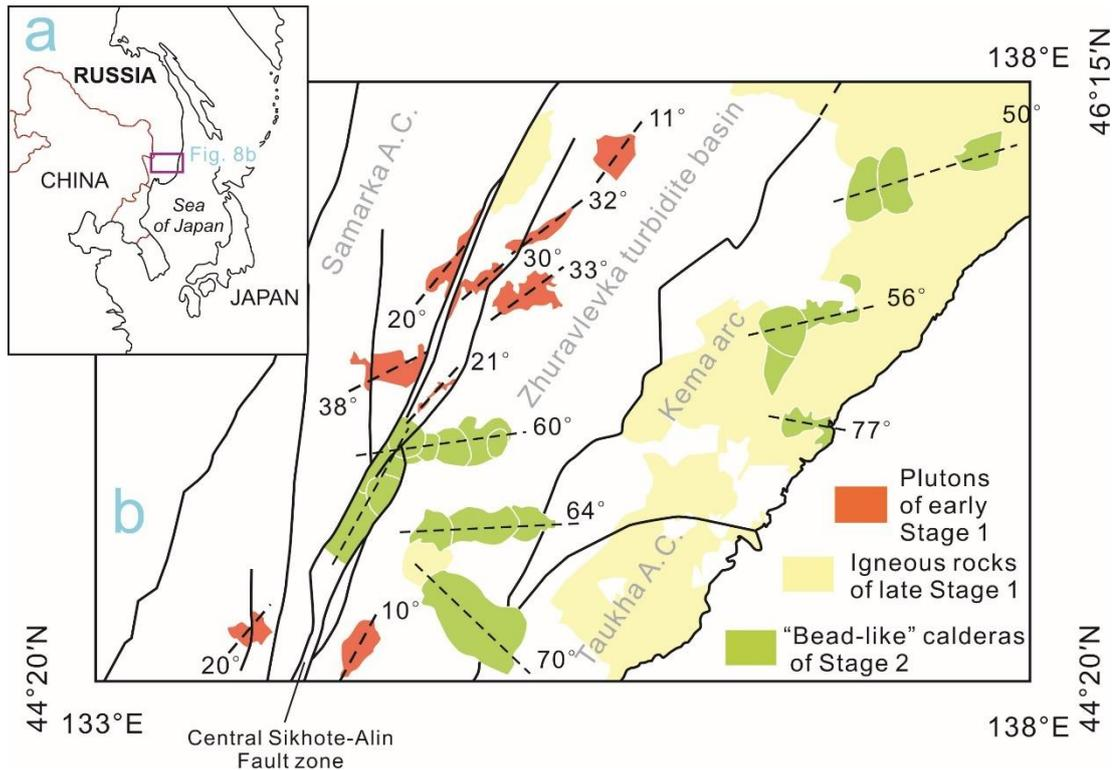 a
RUSSIA
CHINA
Fig. 8b
Sea
of Japan
JAPAN
138°E
46°15'N
b
Samarka A.C.
Zhuravlevka turbidite basin
Kema arc
Taukha A.C.
11°
50°
32°
30°
33°
20°
56°
21°
38°
60°
77°
64°
10°
20°
70°
Plutons
of early
Stage 1
Igneous rocks
of late Stage 1
“Bead-like” calderas
of Stage 2
44°20'N
133°E
Central Sikhote-Alin
Fault zone
138°E
44°20'N